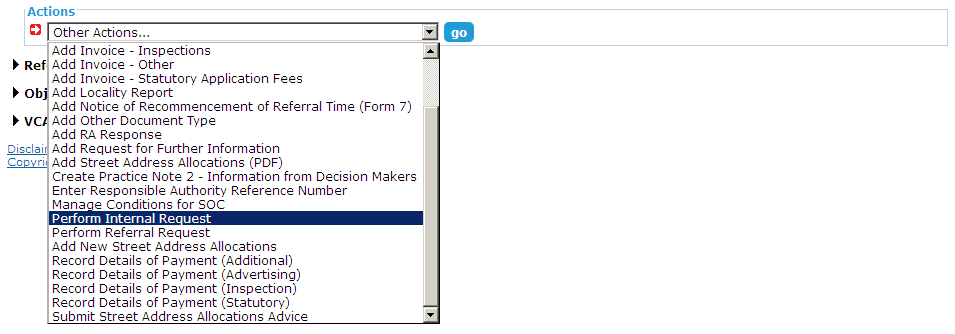 Actions
Other Actions...
go
Add Invoice - Inspections
Add Invoice - Other
Add Invoice - Statutory Application Fees
Add Locality Report
Add Notice of Recommencement of Referral Time (Form 7)
Add Other Document Type
Add RA Response
Add Request for Further Information
Add Street Address Allocations (PDF)
Create Practice Note 2 - Information from Decision Makers
Enter Responsible Authority Reference Number
Manage Conditions for SOC
Perform Internal Request
Perform Referral Request
Add New Street Address Allocations
Record Details of Payment (Additional)
Record Details of Payment (Advertising)
Record Details of Payment (Inspection)
Record Details of Payment (Statutory)
Submit Street Address Allocations Advice